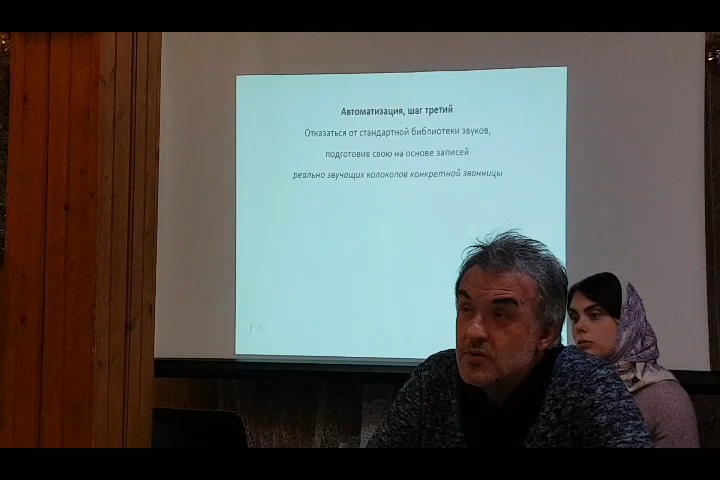 Автоматизация, шаг третий
Отказаться от стандартной библиотеки звуков,
подготовив свою на основе записей
реально звучащих колоколов конкретной звонницы